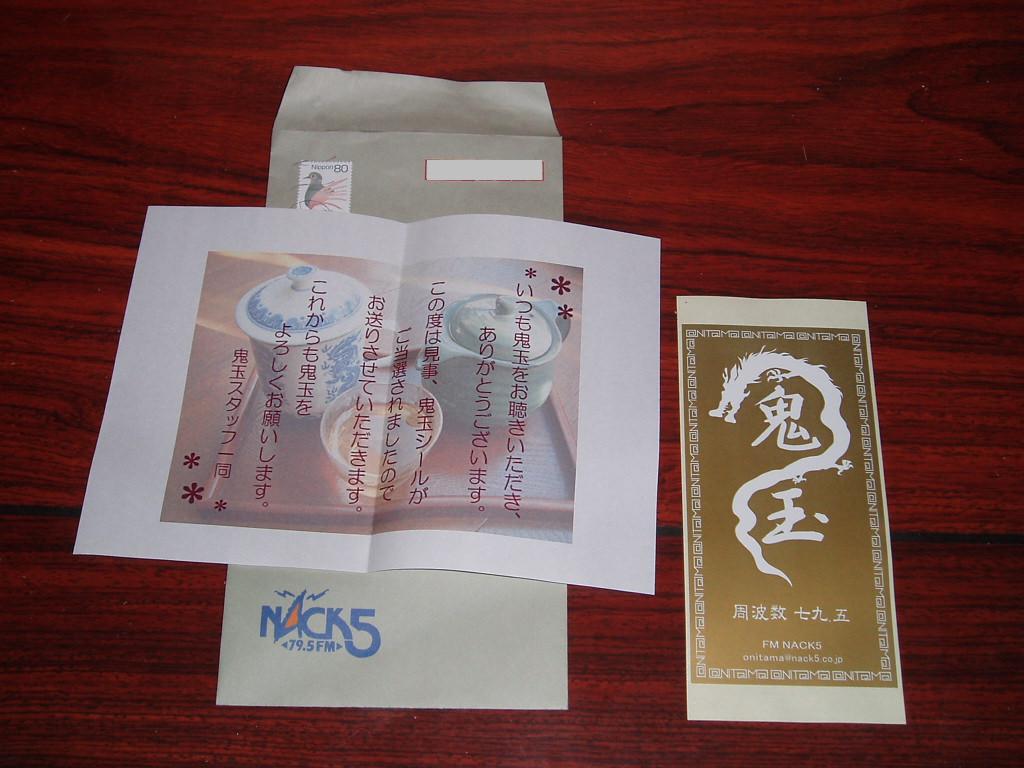 Nippon 80
いつも鬼玉をお聴きいただき、
ありがとうございます。
この度は見事、鬼玉シールが
ご当選されましたので
お送りさせていただきます。
これからも鬼玉を
よろしくお願いします。
鬼玉スタッフ一同
NACK5
79.5FM
ONITAMA ONITAMA ONITAMA ONITAMA
鬼
玉
周波数 七九.五
FM NACK5
onitama@nack5.co.jp
ONITAMA ONITAMA ONITAMA ONITAMA